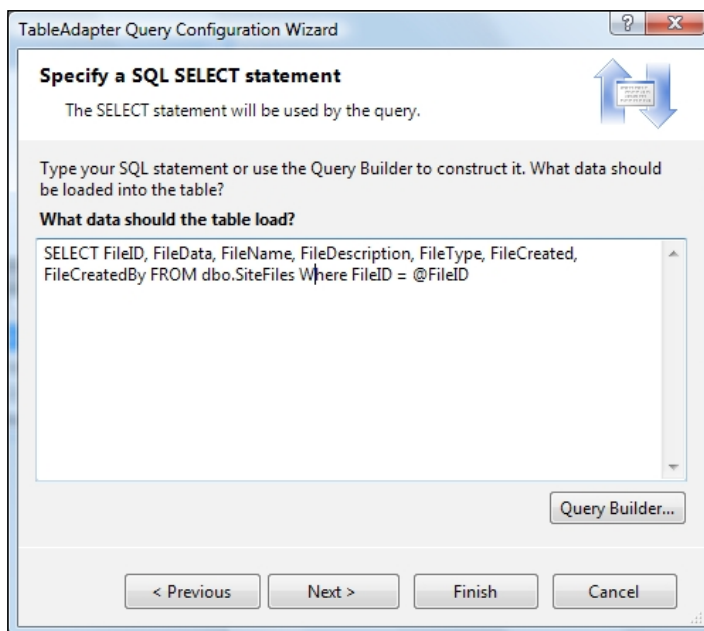 TableAdapter Query Configuration Wizard
?
Specify a SQL SELECT statement
The SELECT statement will be used by the query.
Type your SQL statement or use the Query Builder to construct it. What data should
be loaded into the table?
What data should the table load?
SELECT FileID, FileData, FileName, FileDescription, FileType, FileCreated,
FileCreatedBy FROM dbo.SiteFiles Where FileID = @FileID
Query Builder...
< Previous
Next >
Finish
Cancel